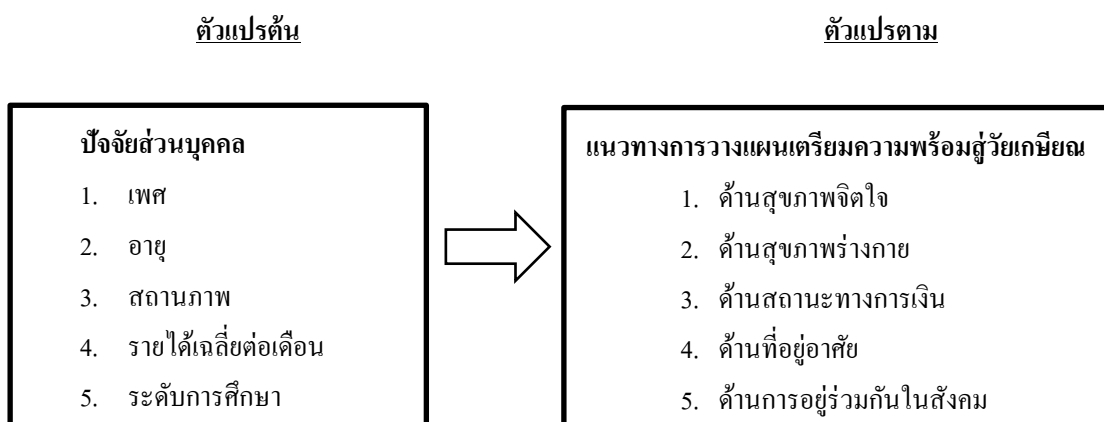 ตัวแปรต้น
ตัวแปรตาม
ปัจจัยส่วนบุคคล
1. เพศ
2. อายุ
3. สถานภาพ
4. รายได้เฉลี่ยต่อเดือน
5. ระดับการศึกษา
แนวทางการวางแผนเตรียมความพร้อมสู่วัยเกษียณ
1. ด้านสุขภาพจิตใจ
2. ด้านสุขภาพร่างกาย
3. ด้านสถานะทางการเงิน
4. ด้านที่อยู่อาศัย
5. ด้านการอยู่ร่วมกันในสังคม